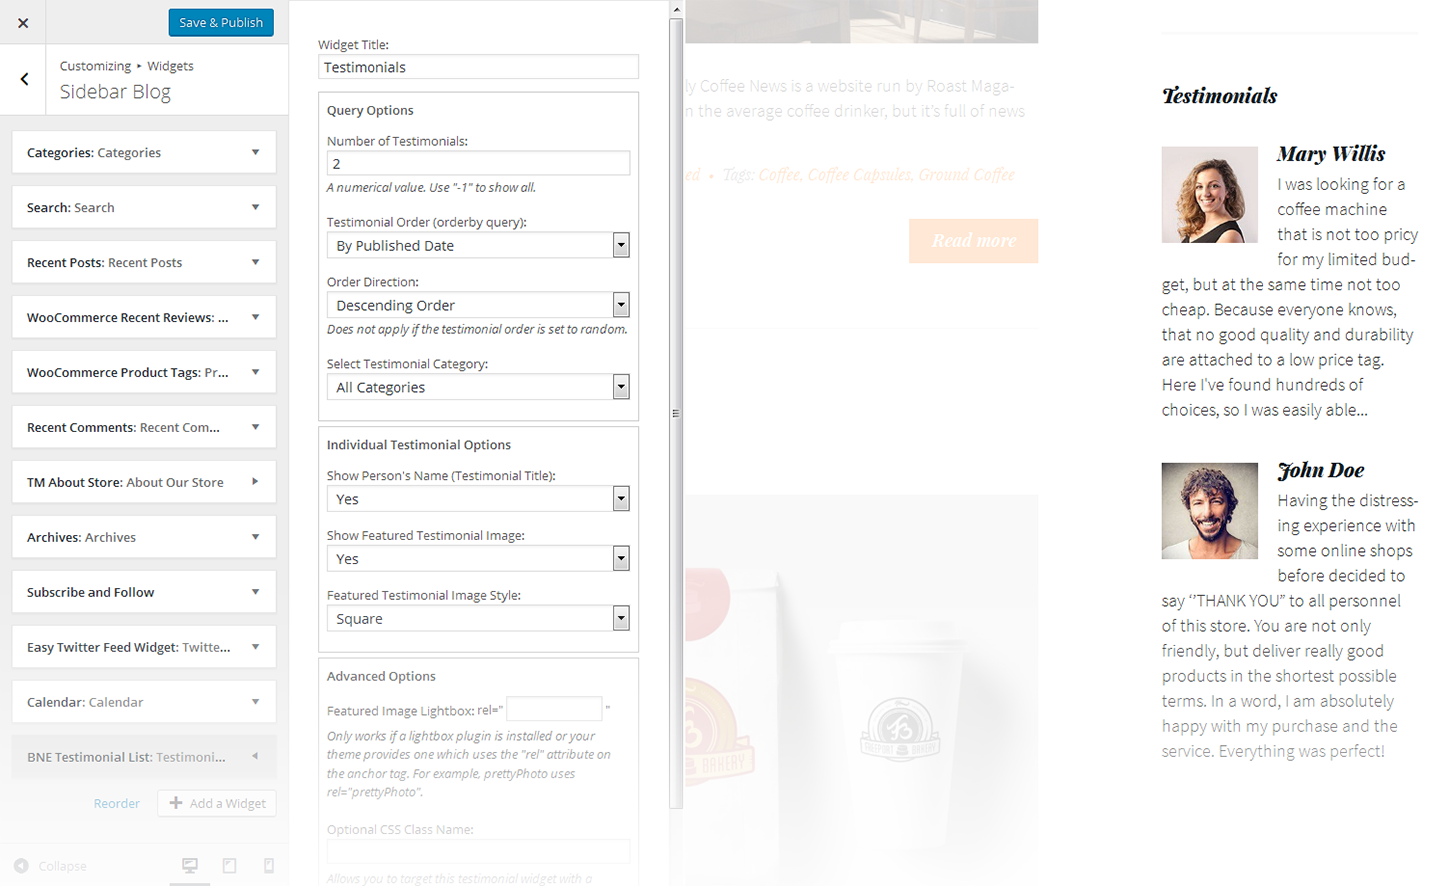 Save & Publish
Customizing ▸ Widgets
Sidebar Blog
Categories: Categories
Search: Search
Recent Posts: Recent Posts
WooCommerce Recent Reviews: ...
WooCommerce Product Tags: Pr...
Recent Comments: Recent Com...
TM About Store: About Our Store
Archives: Archives
Subscribe and Follow
Easy Twitter Feed Widget: Twitte...
Calendar: Calendar
BNE Testimonial List: Testimoni...
Reorder
Add a Widget
Collapse
Widget Title:
Testimonials
Query Options
Number of Testimonials:
2
A numerical value. Use "-1" to show all.
Testimonial Order (orderby query):
By Published Date
Order Direction:
Descending Order
Does not apply if the testimonial order is set to random.
Select Testimonial Category:
All Categories
Individual Testimonial Options
Show Person's Name (Testimonial Title):
Yes
Show Featured Testimonial Image:
Yes
Featured Testimonial Image Style:
Square
Advanced Options
Featured Image Lightbox: rel=" "
Only works if a lightbox plugin is installed or your
theme provides one which uses the "rel" attribute on
the anchor tag. For example, prettyPhoto uses
rel="prettyPhoto".
Optional CSS Class Name:
Allows you to target this testimonial widget with a
ly Coffee News is a website run by Roast Maga-
n the average coffee drinker, but it's full of news
ed • Tags: Coffee, Coffee Capsules, Ground Coffee
Read more
BAKERY
FREEPORT BAKERY
Testimonials
Mary Willis
I was looking for a
coffee machine
that is not too pricy
for my limited bud-
get, but at the same time not too
cheap. Because everyone knows,
that no good quality and durability
are attached to a low price tag.
Here I've found hundreds of
choices, so I was easily able...
John Doe
Having the distress-
ing experience with
some online shops
before decided to
say ‘’THANK YOU” to all personnel
of this store. You are not only
friendly, but deliver really good
products in the shortest possible
terms. In a word, I am absolutely
happy with my purchase and the
service. Everything was perfect!